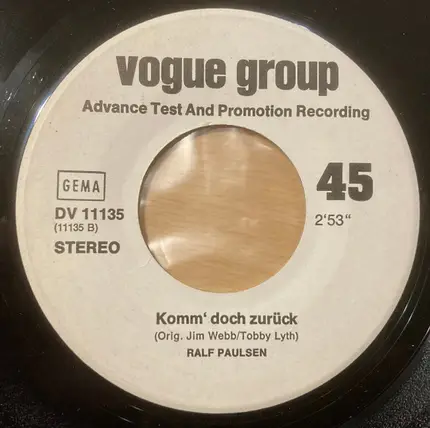 vogue group
Advance Test And Promotion Recording
GEMA
45
DV 11135
(11135 B)
2'53"
STEREO
Komm' doch zurück
(Orig. Jim Webb/Tobby Lyth)
RALF PAULSEN